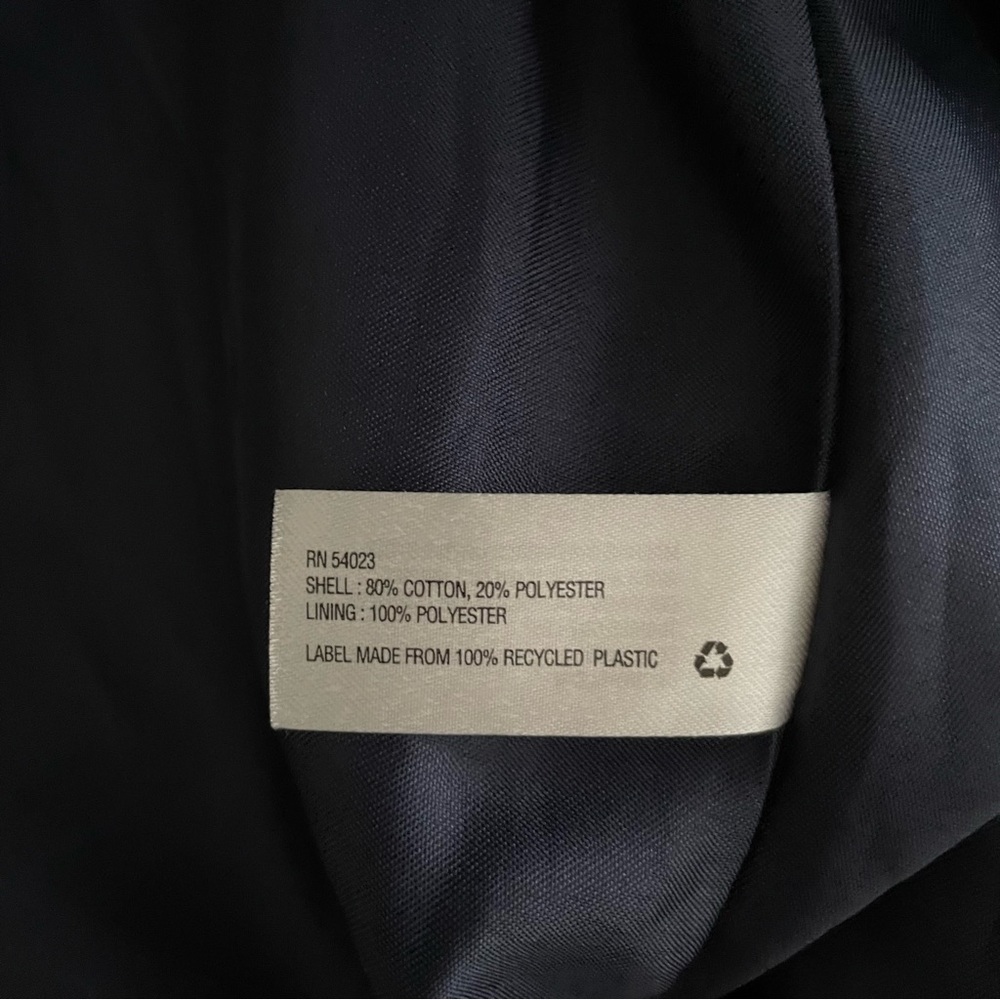 RN 54023
SHELL : 80% COTTON, 20% POLYESTER
LINING : 100% POLYESTER
LABEL MADE FROM 100% RECYCLED PLASTIC